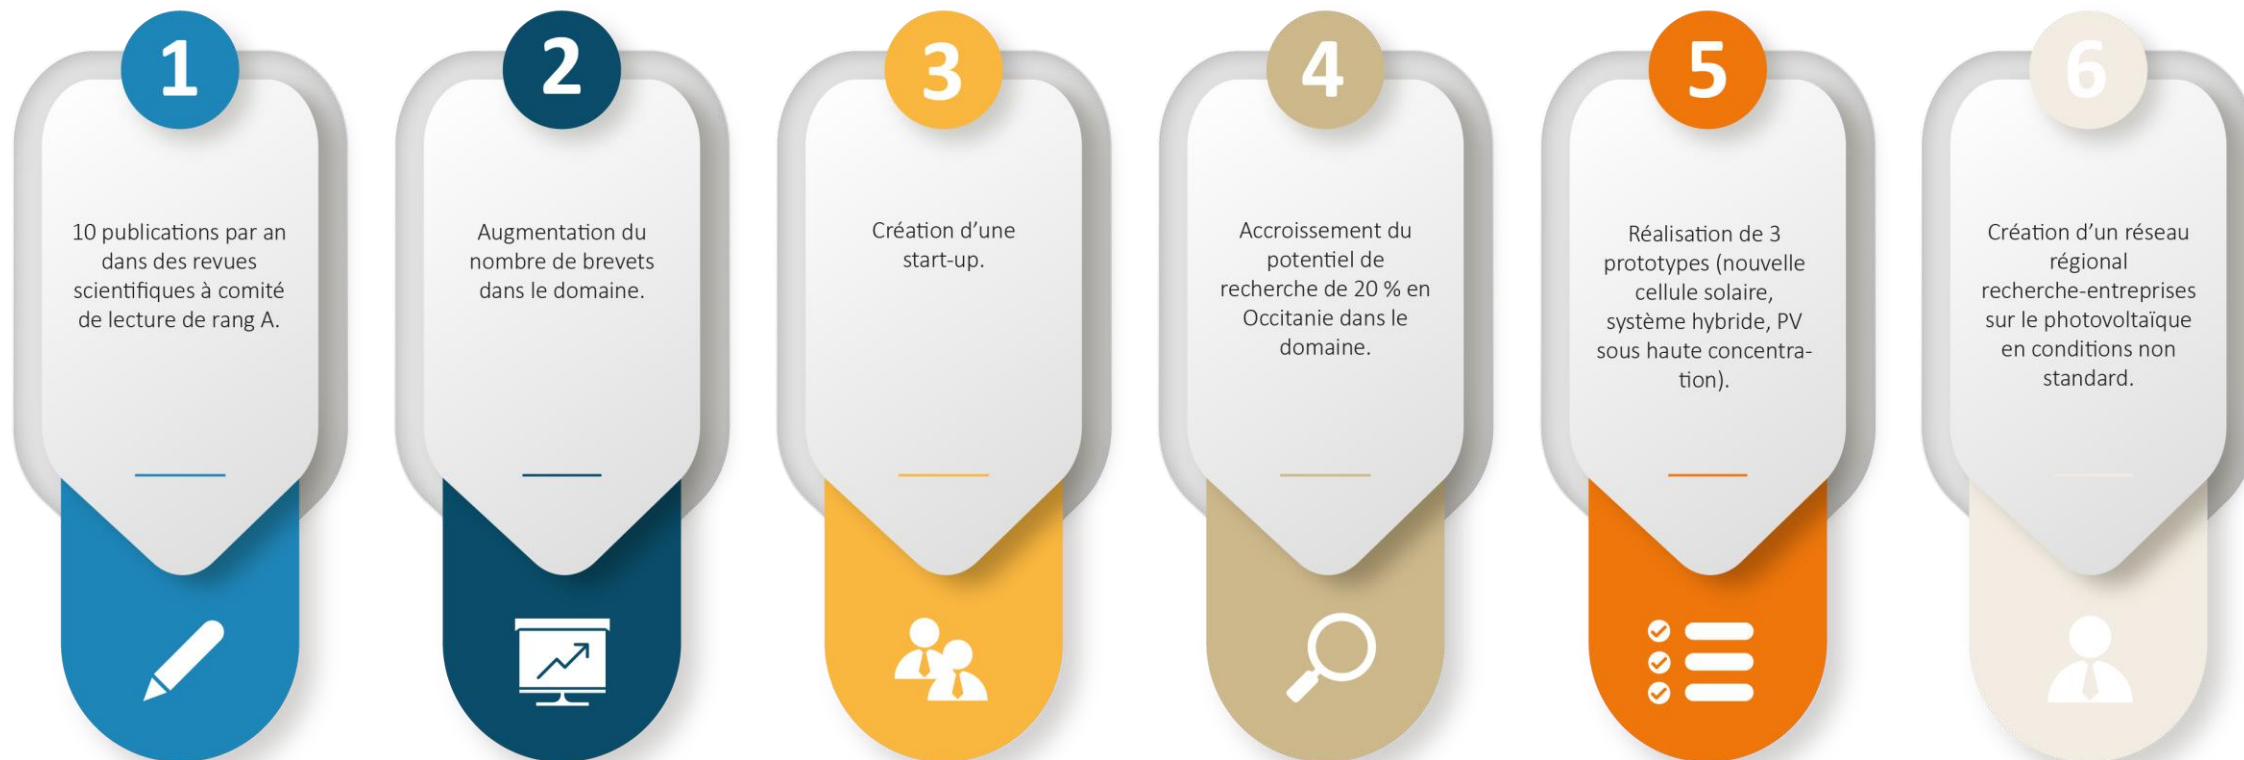 1
10 publications par an
dans des revues
scientifiques à comité
de lecture de rang A.
2
Augmentation du
nombre de brevets
dans le domaine.
3
Création d’une
start-up.
4
Accroissement du
potentiel de
recherche de 20 % en
Occitanie dans le
domaine.
5
Réalisation de 3
prototypes (nouvelle
cellule solaire,
système hybride, PV
sous haute concentra-
tion).
6
Création d’un réseau
régional
recherche-entreprises
sur le photovoltaïque
en conditions non
standard.